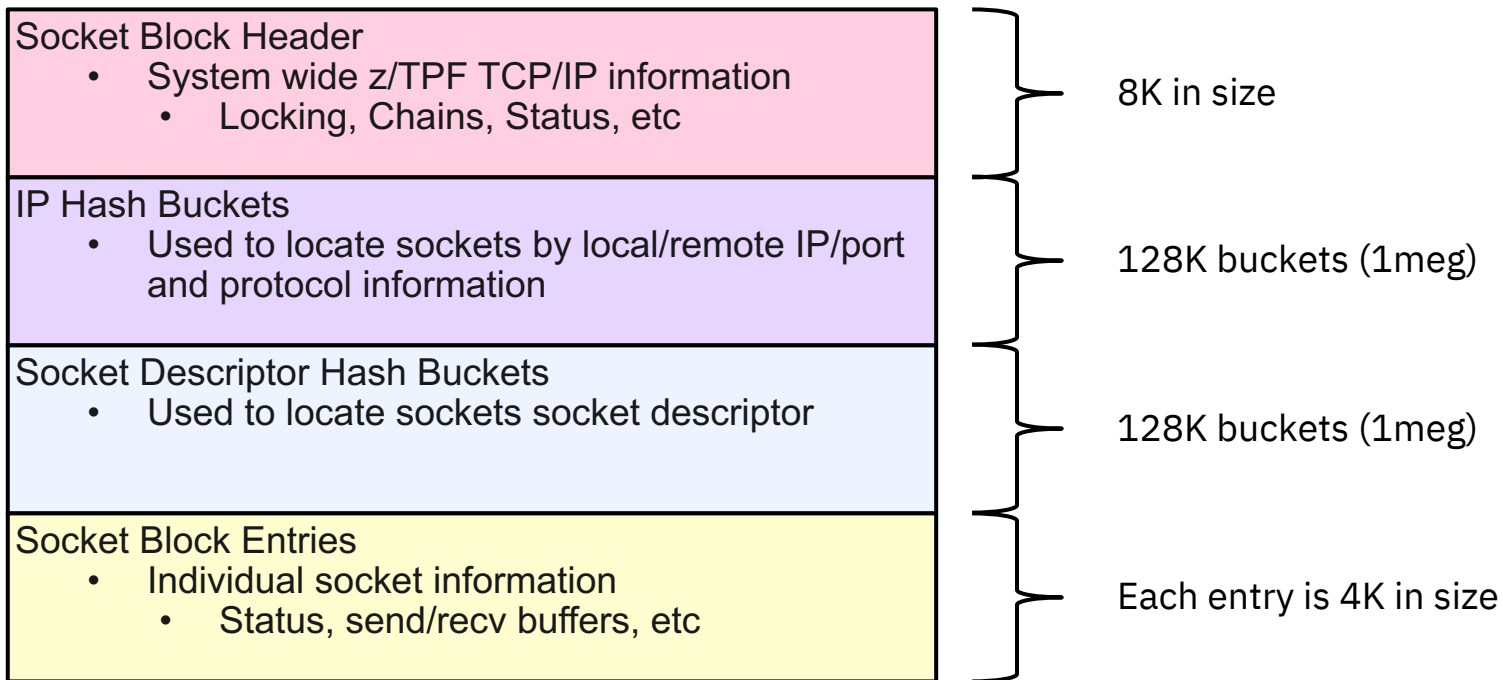 Socket Block Header
• System wide z/TPF TCP/IP information
• Locking, Chains, Status, etc
8K in size
IP Hash Buckets
• Used to locate sockets by local/remote IP/port
and protocol information
128K buckets (1meg)
Socket Descriptor Hash Buckets
• Used to locate sockets socket descriptor
128K buckets (1meg)
Socket Block Entries
• Individual socket information
• Status, send/recv buffers, etc
Each entry is 4K in size